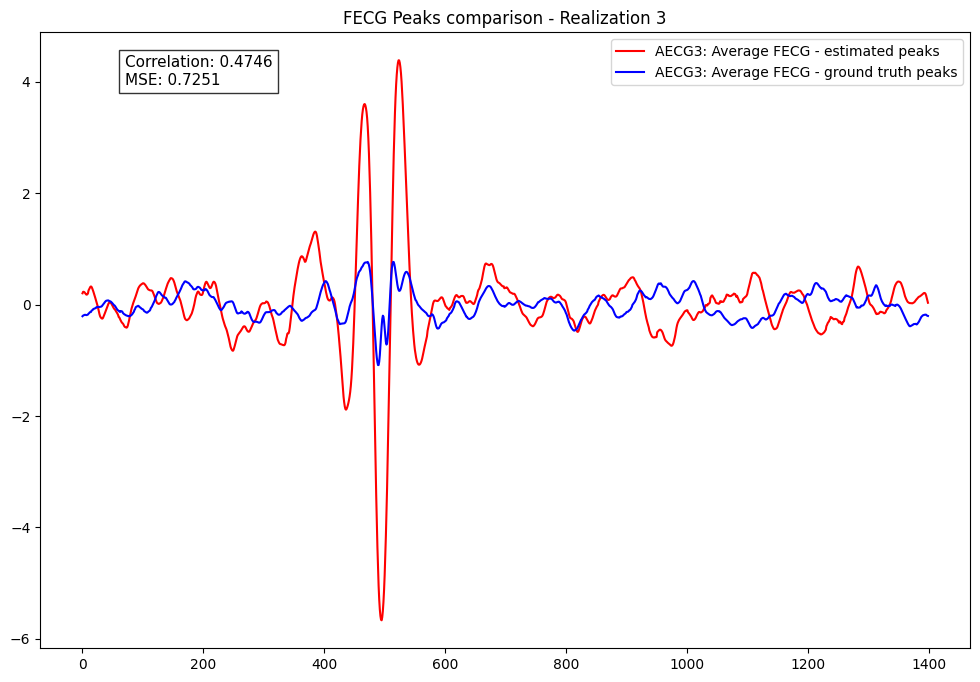 FECG Peaks comparison - Realization 3
Correlation: 0.4746
MSE: 0.7251
AECG3: Average FECG - estimated peaks
AECG3: Average FECG - ground truth peaks
4
2
0
−2
−4
−6
0 200 400 600 800 1000 1200 1400